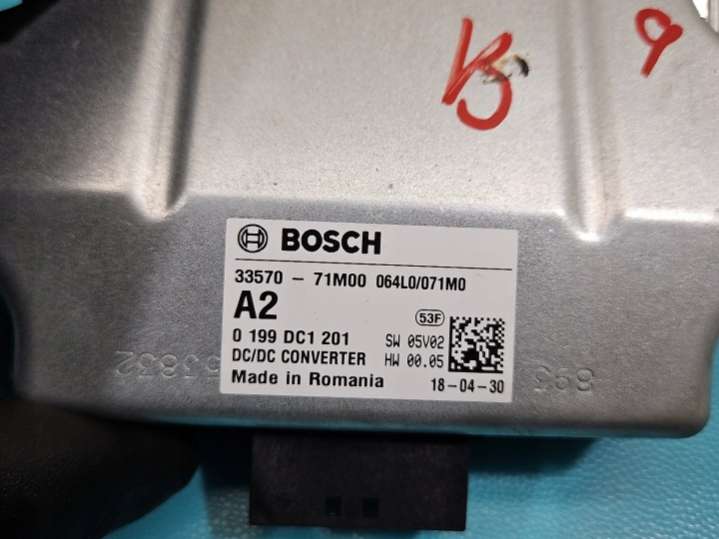 9
BOSCH
33570 - 71M00 064L0/071M0
A2
53F
0 199 DC1 201 SW 05V02
DC/DC CONVERTER HW 00.05
Made in Romania 18-04-30